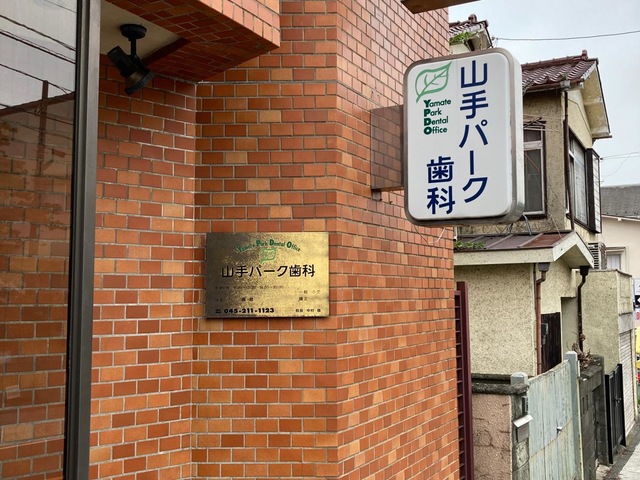 Yamate
Park
Dental
Office
山手パーク
歯科
Yamate Park Dental Office
山手パーク歯科
045-211-1123